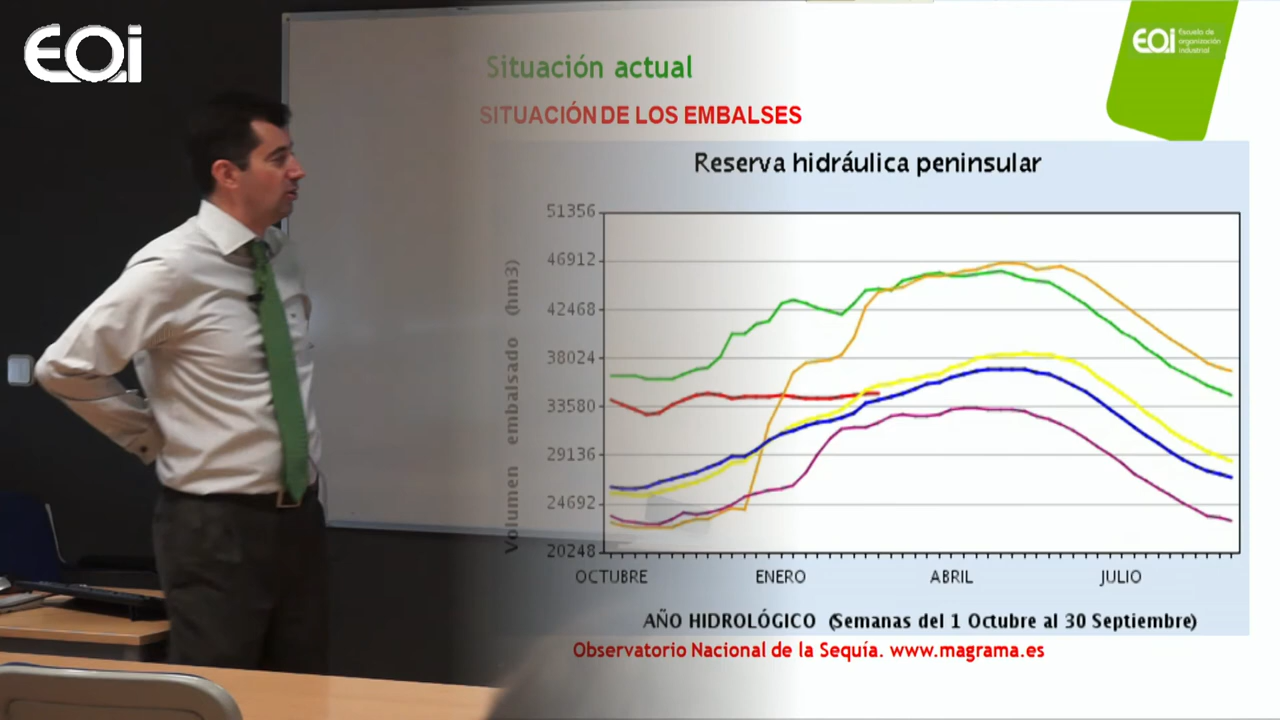 EOi
EOi
Escuela de
organización
industrial
Situación actual
SITUACIÓN DE LOS EMBALSES
Reserva hidráulica peninsular
51356
46912
42468
38024
33580
29136
24692
20248
Volumen embalsado (hm3)
OCTUBRE ENERO ABRIL JULIO
AÑO HIDROLÓGICO (Semanas del 1 Octubre al 30 Septiembre)
Observatorio Nacional de la Sequía. www.magrama.es